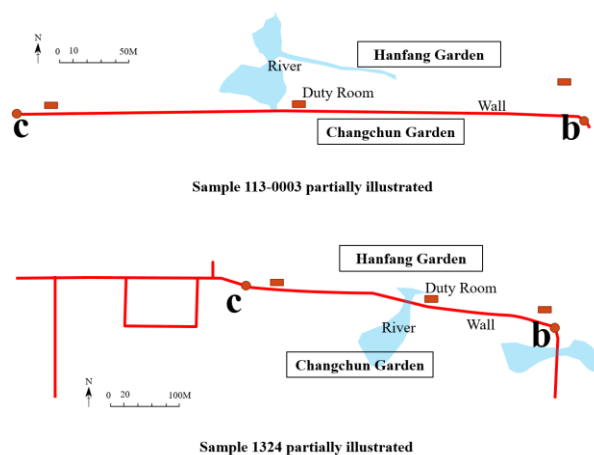 N
0 10 50M
Hanfang Garden
River
Duty Room
Wall
Changchun Garden
c
b
Sample 113-0003 partially illustrated
Hanfang Garden
c
Duty Room
River
Wall
b
Changchun Garden
N
0 20 100M
Sample 1324 partially illustrated